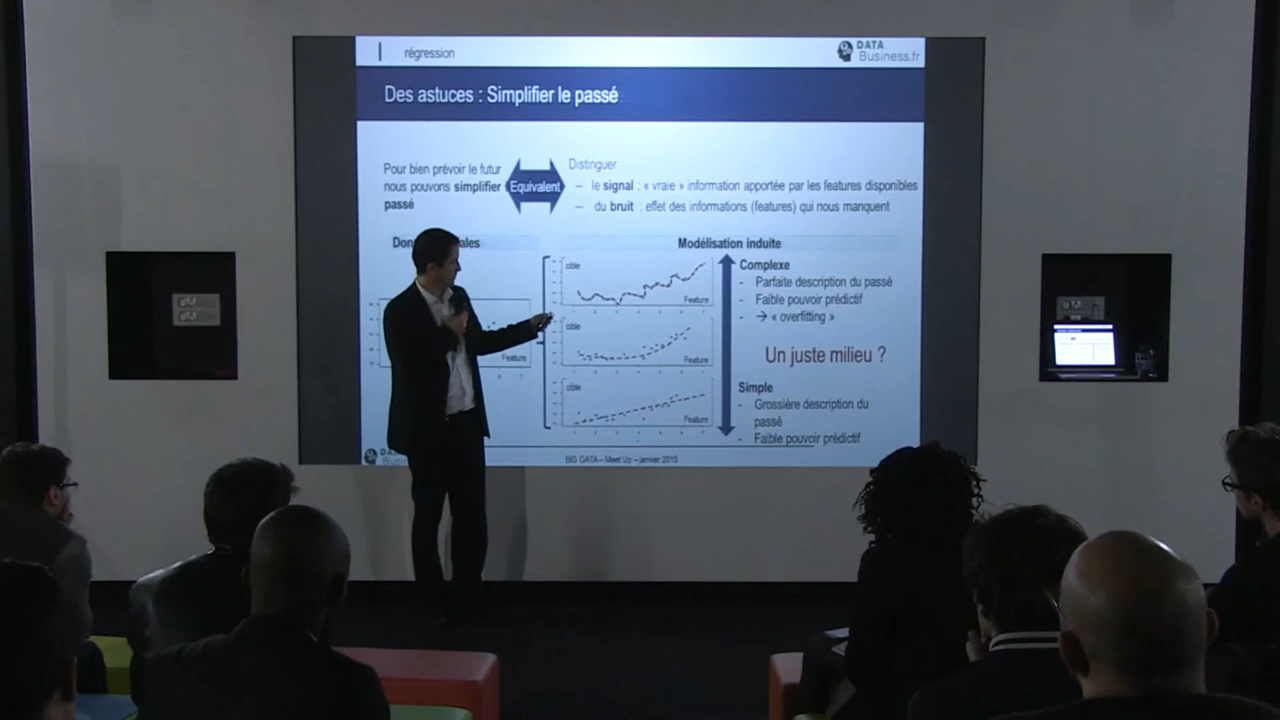 régression
DATA
Business.fr
Des astuces : Simplifier le passé
Pour bien prévoir le futur
nous pouvons simplifier
passé
Equivalent
Distinguer
– le signal : « vraie » information apportée par les features disponibles
– du bruit : effet des informations (features) qui nous manquent
Modélisation induite
cible
Feature
cible
Feature
cible
Feature
Feature
Complexe
- Parfaite description du passé
- Faible pouvoir prédictif
- → « overfitting »
Un juste milieu ?
Simple
- Grossière description du
passé
- Faible pouvoir prédictif
BIG DATA – Meet Up – janvier 2015